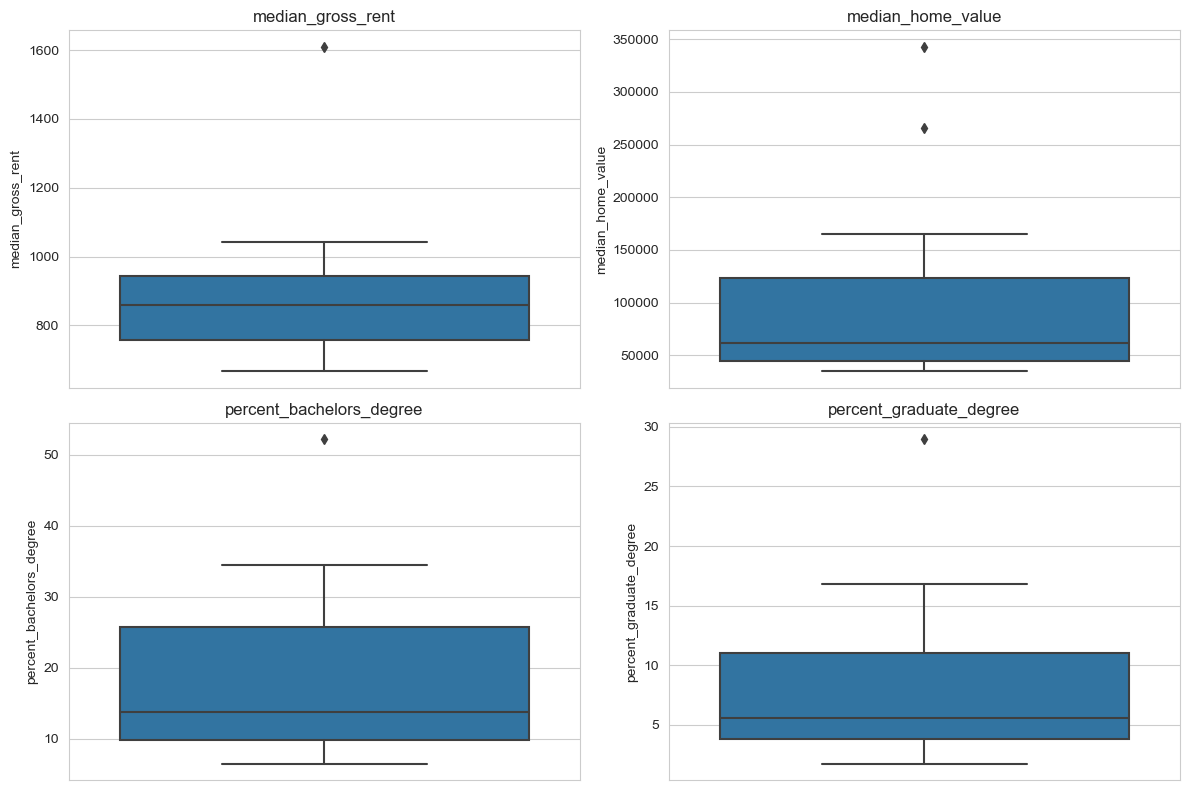 median_gross_rent
median_gross_rent
1600
1400
1200
1000
800
median_home_value
median_home_value
350000
300000
250000
200000
150000
100000
50000
percent_bachelors_degree
percent_bachelors_degree
50
40
30
20
10
percent_graduate_degree
percent_graduate_degree
30
25
20
15
10
5